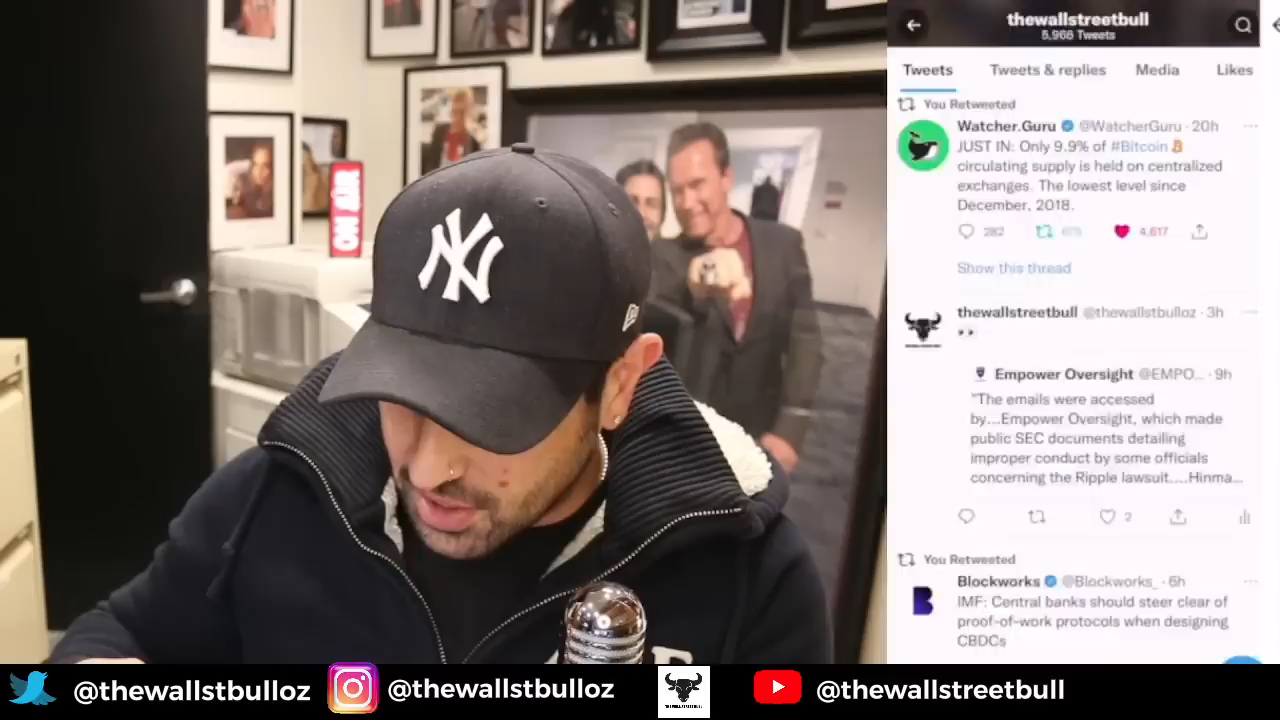 thewallstreetbull
5,966 Tweets
Tweets
Tweets & replies
Media
Likes
You Retweeted
Watcher.Guru @WatcherGuru · 20h
JUST IN: Only 9.9% of #Bitcoin
circulating supply is held on centralized
exchanges. The lowest level since
December, 2018.
282
4,617
Show this thread
thewallstreetbull @thewallstbulloz · 3h
Empower Oversight @EMPO... · 9h
"The emails were accessed
by...Empower Oversight, which made
public SEC documents detailing
improper conduct by some officials
concerning the Ripple lawsuit....Hinma...
2
You Retweeted
Blockworks @Blockworks_ · 6h
IMF: Central banks should steer clear of
proof-of-work protocols when designing
CBDCs
ON AIR
NY
@thewallstbulloz
@thewallstbulloz
@thewallstreetbull